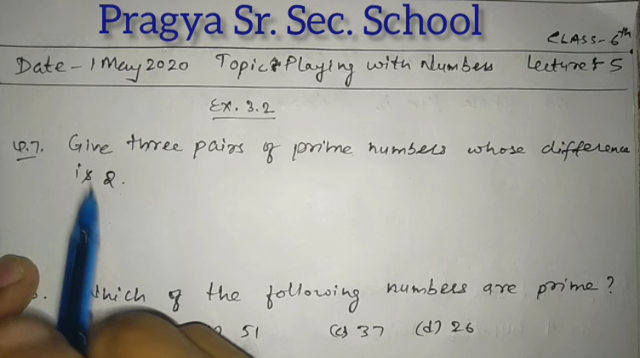 Pragya Sr. Sec. School
CLASS-6th
Date - 1 May 2020 Topic: Playing with Numbers Lecture: 5
Ex. 3.2
Q.7. Give three pairs of prime numbers whose difference
is 2.
which of the following numbers are prime?
51 (c) 37 (d) 26